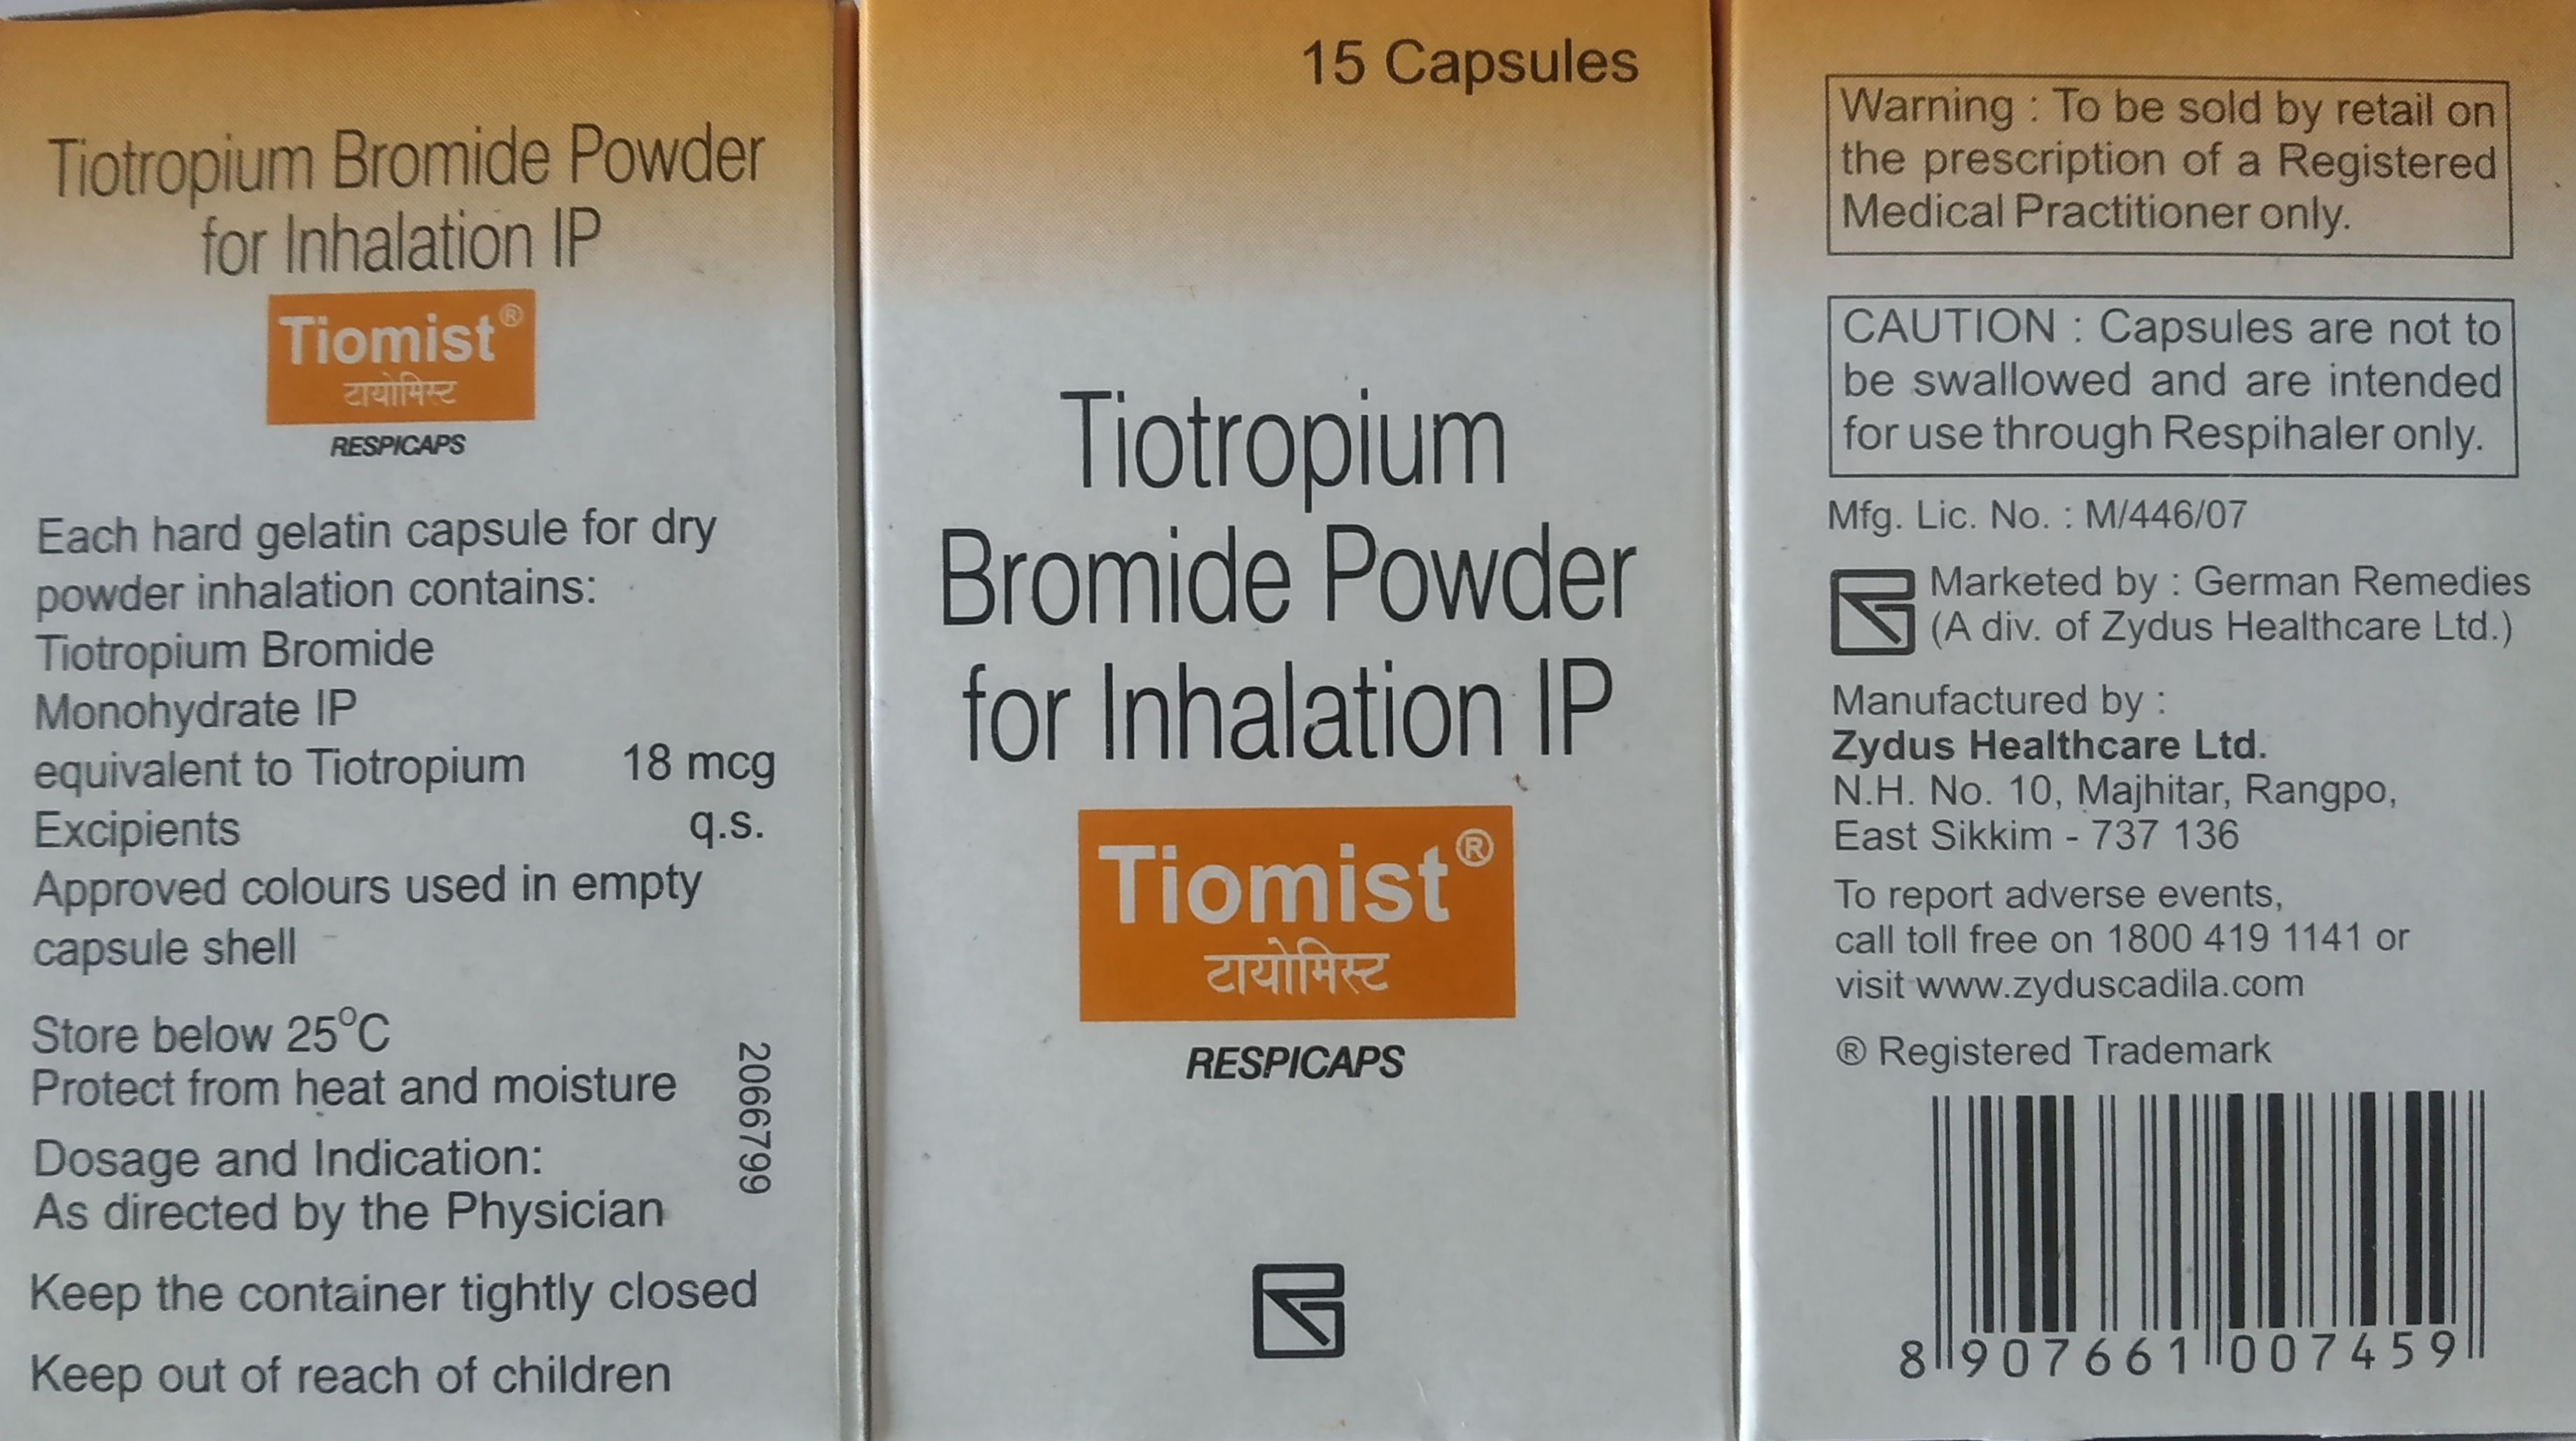 Tiotropium Bromide Powder
for Inhalation IP
Tiomist®
टायोमिस्ट
RESPICAPS
Each hard gelatin capsule for dry
powder inhalation contains:
Tiotropium Bromide
Monohydrate IP
equivalent to Tiotropium 18 mcg
Excipients q.s.
Approved colours used in empty
capsule shell
Store below 25°C
Protect from heat and moisture
Dosage and Indication:
As directed by the Physician
Keep the container tightly closed
Keep out of reach of children
20667799
15 Capsules
Tiotropium
Bromide Powder
for Inhalation IP
Tiomist®
टायोमिस्ट
RESPICAPS
Warning : To be sold by retail on
the prescription of a Registered
Medical Practitioner only.
CAUTION : Capsules are not to
be swallowed and are intended
for use through Respihaler only.
Mfg. Lic. No. : M/446/07
Marketed by : German Remedies
(A div. of Zydus Healthcare Ltd.)
Manufactured by :
Zydus Healthcare Ltd.
N.H. No. 10, Majhitar, Rangpo,
East Sikkim - 737 136
To report adverse events,
call toll free on 1800 419 1141 or
visit www.zyduscadila.com
® Registered Trademark
8 907661 007459